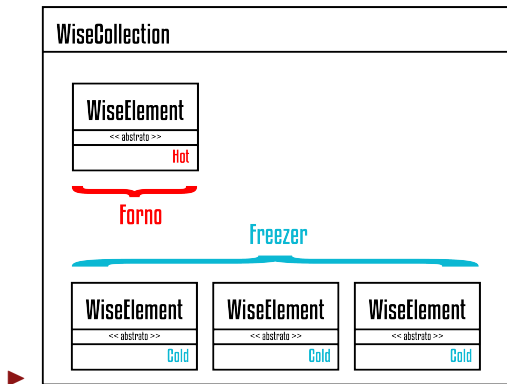 WiseCollection
WiseElement
<< abstrato >>
Hot
Forno
Freezer
WiseElement WiseElement WiseElement
<< abstrato >> << abstrato >> << abstrato >>
Cold Cold Cold